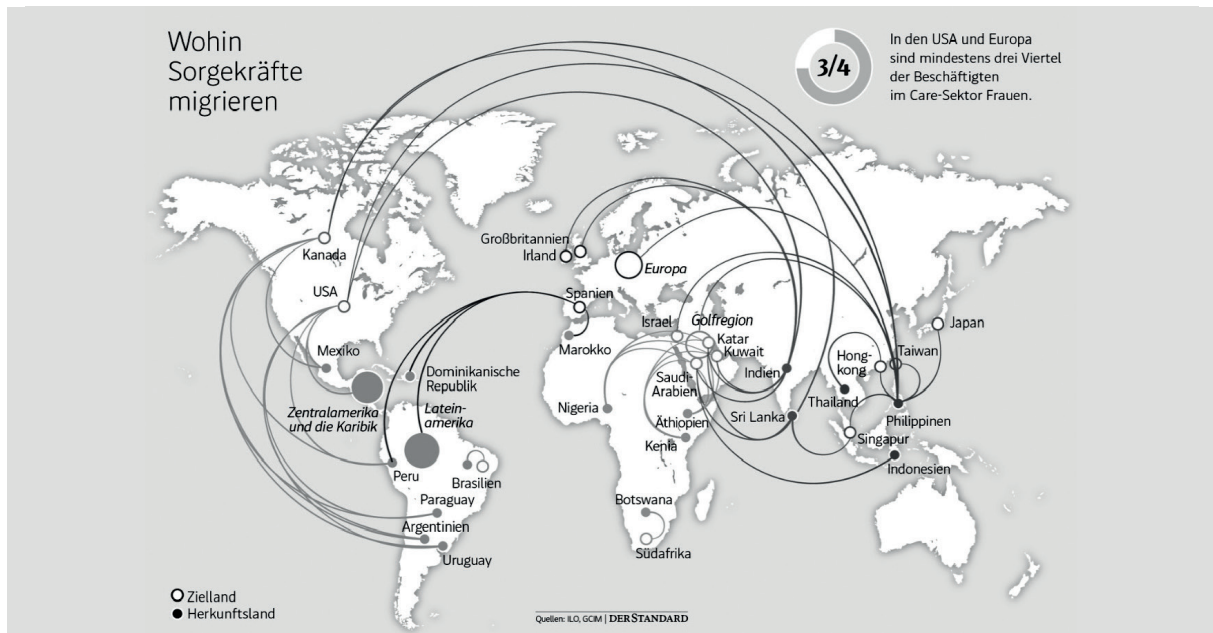 Wohin
Sorgekräfte
migrieren
3/4
In den USA und Europa
sind mindestens drei Viertel
der Beschäftigten
im Care-Sektor Frauen.
Kanada
USA
Mexiko
Zentralamerika
und die Karibik
Dominikanische
Republik
Latein-
amerika
Peru
Brasilien
Paraguay
Argentinien
Uruguay
Großbritannien
Irland
Europa
Spanien
Marokko
Israel
Golfregion
Katar
Kuwait
Saudi-
Arabien
Nigeria
Äthiopien
Kenia
Botswana
Südafrika
Indien
Sri Lanka
Hong-
kong
Thailand
Taiwan
Japan
Philippinen
Singapur
Indonesien
Zielland
Herkunftsland
Quellen: ILO, GCIM | DER STANDARD